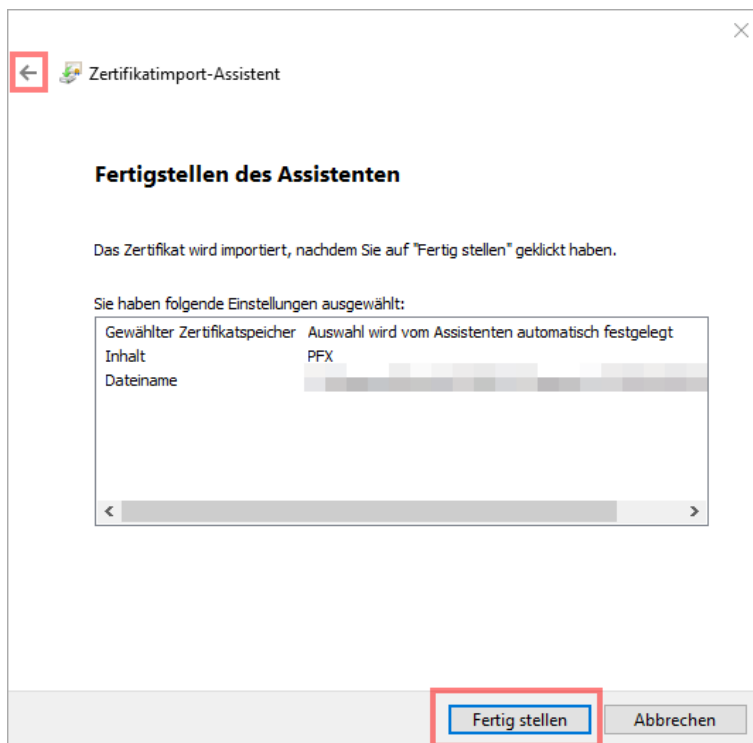 Zertifikatimport-Assistent
Fertigstellen des Assistenten
Das Zertifikat wird importiert, nachdem Sie auf "Fertig stellen" geklickt haben.
Sie haben folgende Einstellungen ausgewählt:
Gewählter Zertifikatspeicher Auswahl wird vom Assistenten automatisch festgelegt
Inhalt PFX
Dateiname
Fertig stellen Abbrechen